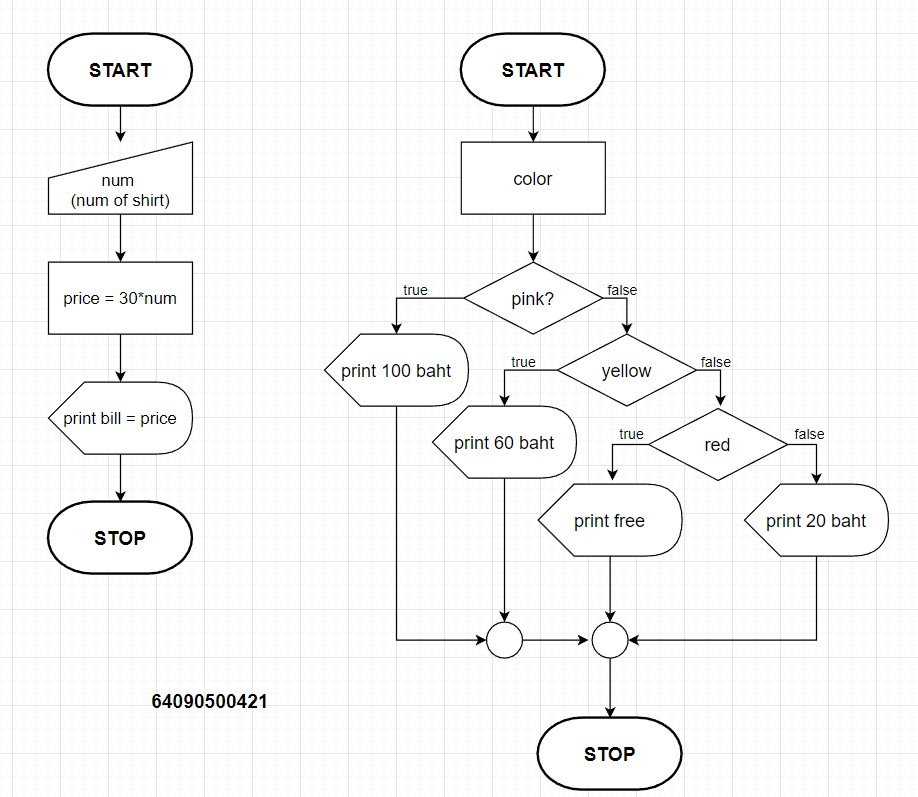 START
num
(num of shirt)
price = 30*num
print bill = price
STOP
START
color
pink?
true
false
print 100 baht
yellow
true
false
print 60 baht
red
true
false
print free
print 20 baht
STOP
64090500421